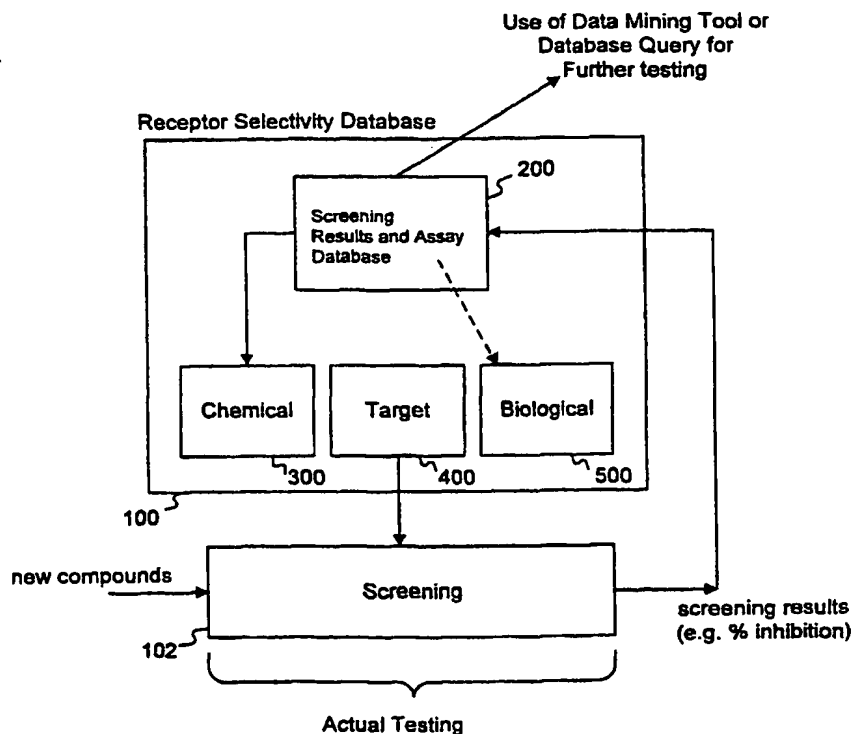 Use of Data Mining Tool or
Database Query for
Further testing
Receptor Selectivity Database
200
Screening
Results and Assay
Database
Chemical
Target
Biological
300
400
500
100
new compounds
Screening
screening results
(e.g. % inhibition)
102
Actual Testing